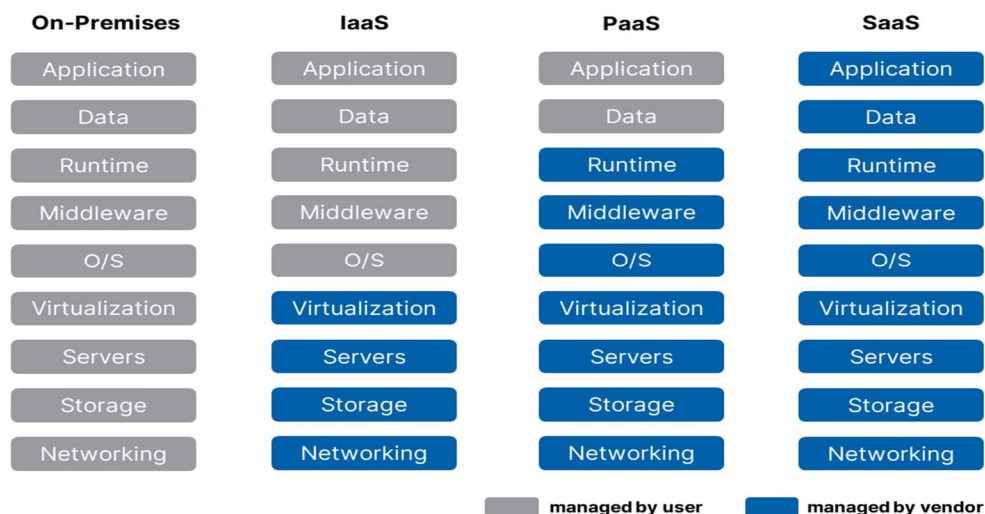 On-Premises IaaS PaaS SaaS
Application Application Application Application
Data Data Data Data
Runtime Runtime Runtime Runtime
Middleware Middleware Middleware Middleware
O/S O/S O/S O/S
Virtualization Virtualization Virtualization Virtualization
Servers Servers Servers Servers
Storage Storage Storage Storage
Networking Networking Networking Networking
managed by user managed by vendor